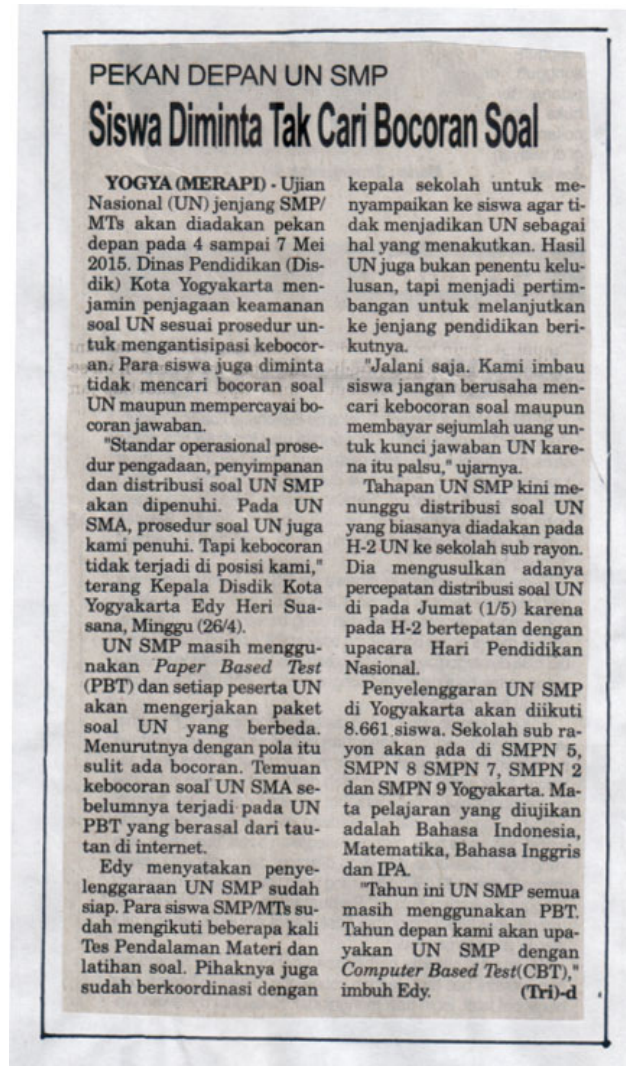 PEKAN DEPAN UN SMP
Siswa Diminta Tak Cari Bocoran Soal
YOGYA (MERAPI) - Ujian
Nasional (UN) jenjang SMP/
MTs akan diadakan pekan
depan pada 4 sampai 7 Mei
2015. Dinas Pendidikan (Dis-
dik) Kota Yogyakarta men-
jamin penjagaan keamanan
soal UN sesuai prosedur un-
tuk mengantisipasi kebocor-
an. Para siswa juga diminta
tidak mencari bocoran soal
UN maupun mempercayai bo-
coran jawaban.
"Standar operasional prose-
dur pengadaan, penyimpanan
dan distribusi soal UN SMP
akan dipenuhi. Pada UN
SMA, prosedur soal UN juga
kami penuhi. Tapi kebocoran
tidak terjadi di posisi kami,"
terang Kepala Disdik Kota
Yogyakarta Edy Heri Sua-
sana, Minggu (26/4).
UN SMP masih menggu-
nakan Paper Based Test
(PBT) dan setiap peserta UN
akan mengerjakan paket
soal UN yang berbeda.
Menurutnya dengan pola itu
sulit ada bocoran. Temuan
kebocoran soal UN SMA se-
belumnya terjadi pada UN
PBT yang berasal dari tau-
tan di internet.
Edy menyatakan penye-
lenggaraan UN SMP sudah
siap. Para siswa SMP/MTs su-
dah mengikuti beberapa kali
Tes Pendalaman Materi dan
latihan soal. Pihaknya juga
sudah berkoordinasi dengan
kepala sekolah untuk me-
nyampaikan ke siswa agar ti-
dak menjadikan UN sebagai
hal yang menakutkan. Hasil
UN juga bukan penentu kelu-
lusan, tapi menjadi pertim-
bangan untuk melanjutkan
ke jenjang pendidikan beri-
kutnya.
"Jalani saja. Kami imbau
siswa jangan berusaha men-
cari kebocoran soal maupun
membayar sejumlah uang un-
tuk kunci jawaban UN kare-
na itu palsu," ujarnya.
Tahapan UN SMP kini me-
nunggu distribusi soal UN
yang biasanya diadakan pada
H-2 UN ke sekolah sub rayon.
Dia mengusulkan adanya
percepatan distribusi soal UN
di pada Jumat (1/5) karena
pada H-2 bertepatan dengan
upacara Hari Pendidikan
Nasional.
Penyelenggaran UN SMP
di Yogyakarta akan diikuti
8.661 siswa. Sekolah sub ra-
yon akan ada di SMPN 5,
SMPN 8 SMPN 7, SMPN 2
dan SMPN 9 Yogyakarta. Ma-
ta pelajaran yang diujikan
adalah Bahasa Indonesia,
Matematika, Bahasa Inggris
dan IPA.
"Tahun ini UN SMP semua
masih menggunakan PBT.
Tahun depan kami akan upa-
yakan UN SMP dengan
Computer Based Test(CBT),"
imbuh Edy. (Tri)-d